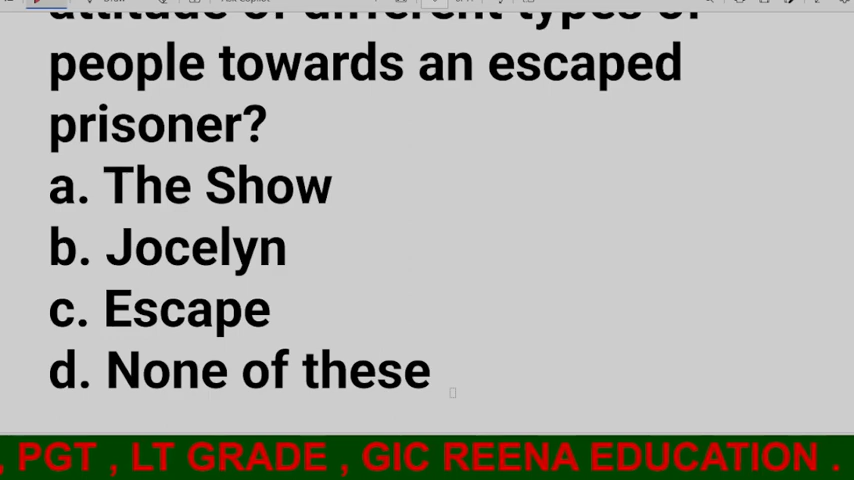 attitude of different types of
people towards an escaped
prisoner?
a. The Show
b. Jocelyn
c. Escape
d. None of these
, PGT , LT GRADE , GIC REENA EDUCATION .